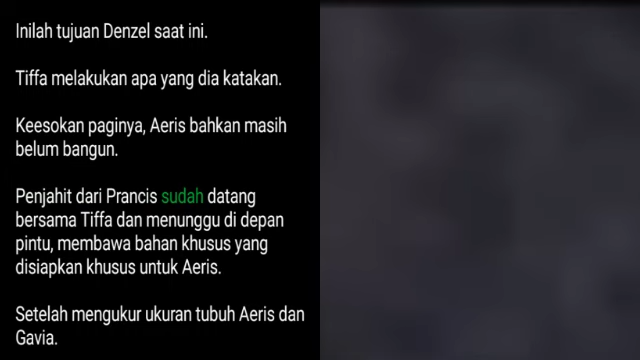 Inilah tujuan Denzel saat ini.
Tiffa melakukan apa yang dia katakan.
Keesokan paginya, Aeris bahkan masih
belum bangun.
Penjahit dari Prancis sudah datang
bersama Tiffa dan menunggu di depan
pintu, membawa bahan khusus yang
disiapkan khusus untuk Aeris.
Setelah mengukur ukuran tubuh Aeris dan
Gavia.